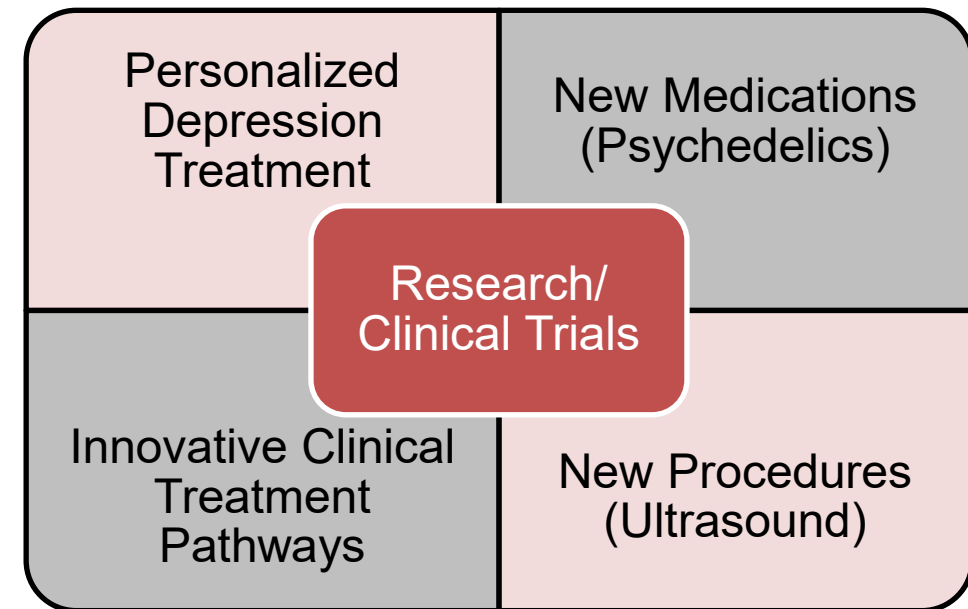 Personalized
Depression
Treatment
New Medications
(Psychedelics)
Research/
Clinical Trials
Innovative Clinical
Treatment
Pathways
New Procedures
(Ultrasound)